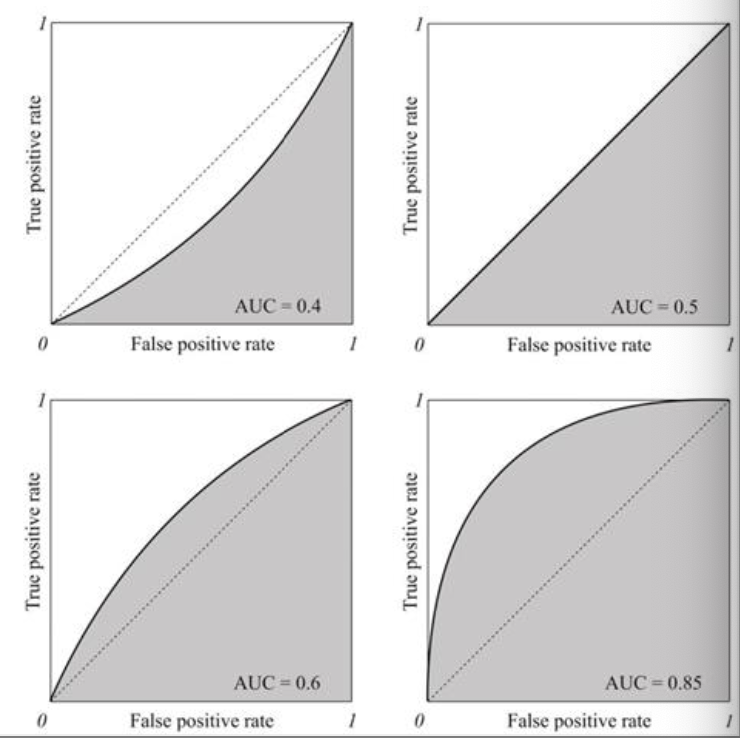 1
1
True positive rate
True positive rate
AUC = 0.4
AUC = 0.5
0
False positive rate
1
0
False positive rate
1
1
1
True positive rate
True positive rate
AUC = 0.6
AUC = 0.85
0
False positive rate
1
0
False positive rate
1